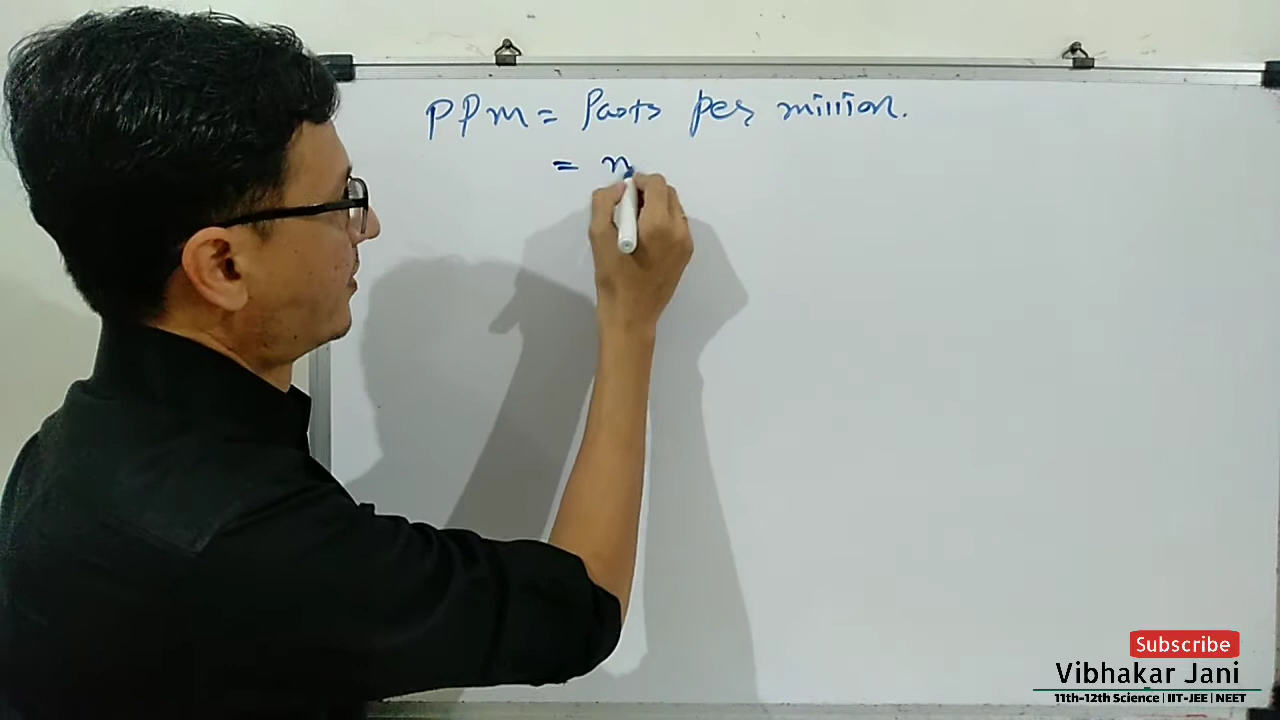 PPm = Parts per million.
= n
Subscribe
Vibhakar Jani
11th-12th Science | IIT-JEE | NEET